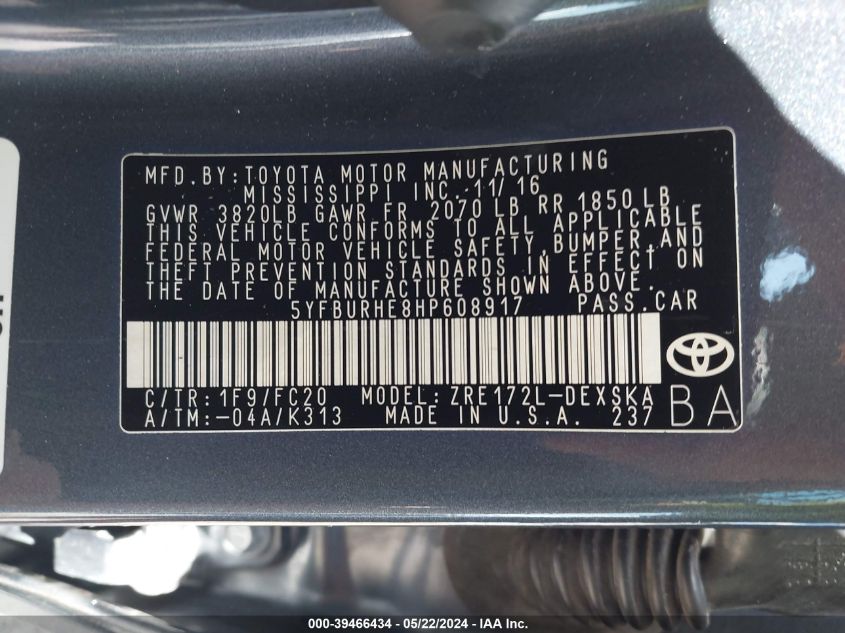 MFD. BY: TOYOTA MOTOR MANUFACTURING
MISSISSIPPI INC. 11/16
GVWR 3820LB GAWR FR 2070 LB RR 1850 LB
THIS VEHICLE CONFORMS TO ALL APPLICABLE
FEDERAL MOTOR VEHICLE SAFETY, BUMPER, AND
THEFT PREVENTION STANDARDS IN EFFECT ON
THE DATE OF MANUFACTURE SHOWN ABOVE.
5YFBURHE8HP608917 PASS. CAR
C/TR: 1F9/FC20 MODEL: ZRE172L-DEXSKA
A/TM: -04A/K313 MADE IN U.S.A. 237 BA
000-39466434 - 05/22/2024 - IAA Inc.